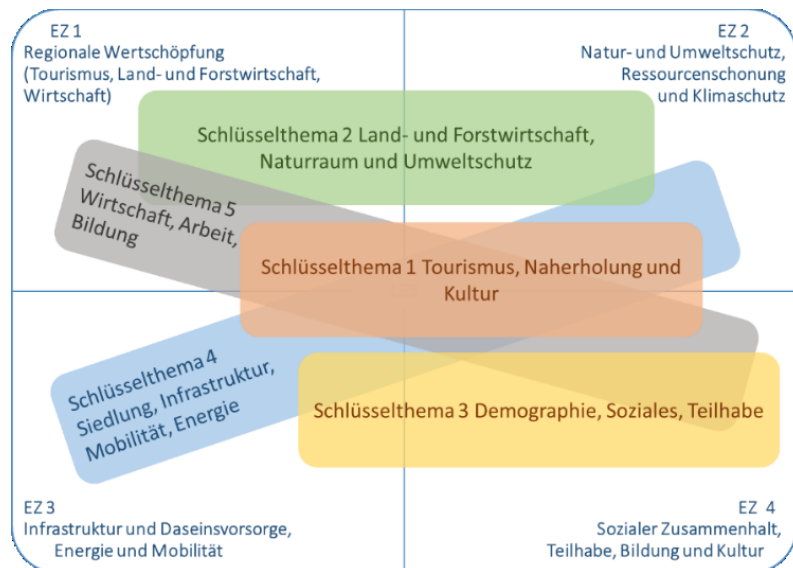 EZ 1
Regionale Wertschöpfung
(Tourismus, Land- und Forstwirtschaft,
Wirtschaft)
EZ 2
Natur- und Umweltschutz,
Ressourcenschonung
und Klimaschutz
Schlüsselthema 2 Land- und Forstwirtschaft,
Naturraum und Umweltschutz
Schlüsselthema 5
Wirtschaft, Arbeit,
Bildung
Schlüsselthema 1 Tourismus, Naherholung und
Kultur
Schlüsselthema 4
Siedlung, Infrastruktur,
Mobilität, Energie
Schlüsselthema 3 Demographie, Soziales, Teilhabe
EZ 3
Infrastruktur und Daseinsvorsorge,
Energie und Mobilität
EZ 4
Sozialer Zusammenhalt,
Teilhabe, Bildung und Kultur